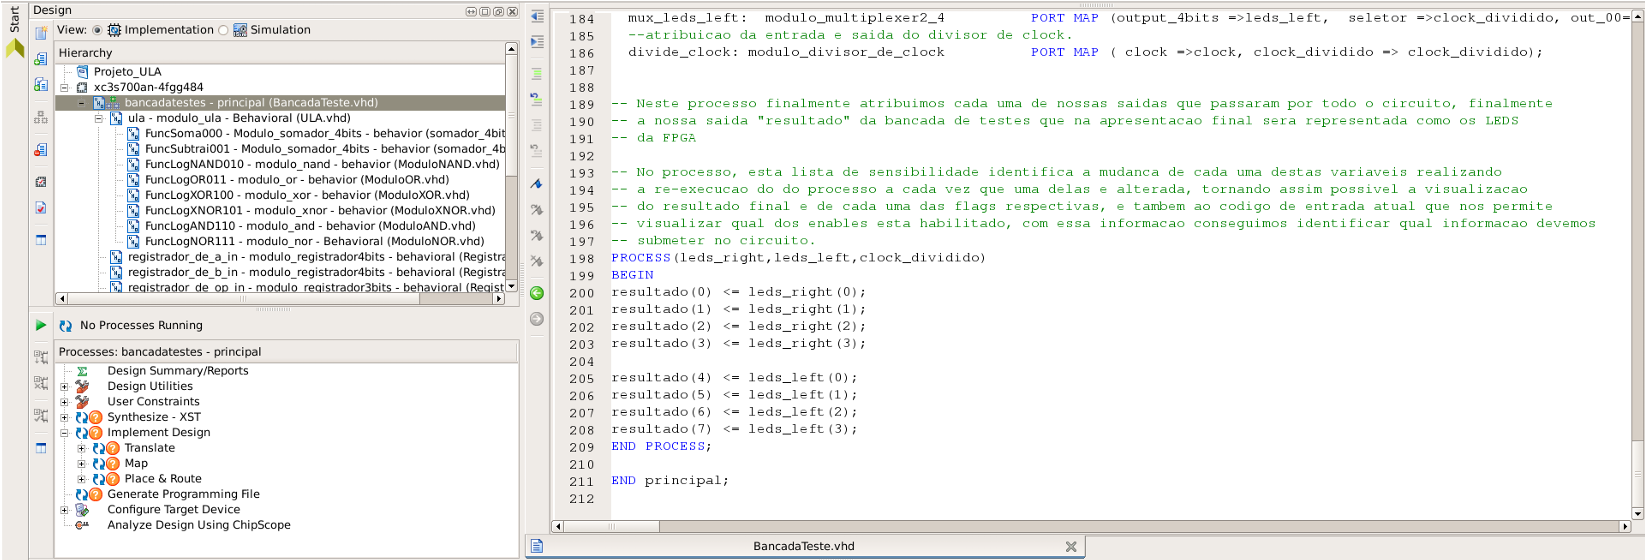 Start
Design
View: Implementation Simulation
Hierarchy
Projeto_ULA
xc3s700an-4fgg484
bancadatestes - principal (BancadaTeste.vhd)
ula - modulo_ula - Behavioral (ULA.vhd)
FuncSoma000 - Modulo_somador_4bits - behavior (somador_4bit
FuncSubtrai001 - Modulo_somador_4bits - behavior (somador_4b
FuncLogNAND010 - modulo_nand - behavior (ModuloNAND.vhd)
FuncLogOR011 - modulo_or - behavior (ModuloOR.vhd)
FuncLogXOR100 - modulo_xor - behavior (ModuloXOR.vhd)
FuncLogXNOR101 - modulo_xnor - behavior (ModuloXNOR.vhd)
FuncLogAND110 - modulo_and - behavior (ModuloAND.vhd)
FuncLogNOR111 - modulo_nor - Behavioral (ModuloNOR.vhd)
registrador_de_a_in - modulo_registrador4bits - behavioral (Registra
registrador_de_b_in - modulo_registrador4bits - behavioral (Registra
registrador_de_op_in - modulo_registrador3bits - behavioral (Regist
No Processes Running
Processes: bancadatestes - principal
Design Summary/Reports
Design Utilities
User Constraints
Synthesize - XST
Implement Design
Translate
Map
Place & Route
Generate Programming File
Configure Target Device
Analyze Design Using ChipScope
184 mux_leds_left: modulo_multiplexer2_4 PORT MAP (output_4bits =>leds_left, seletor =>clock_dividido, out_00=
185 --atribuicao da entrada e saida do divisor de clock.
186 divide_clock: modulo_divisor_de_clock PORT MAP ( clock =>clock, clock_dividido => clock_dividido);
187
188
189 -- Neste processo finalmente atribuimos cada uma de nossas saidas que passaram por todo o circuito, finalmente
190 -- a nossa saida "resultado" da bancada de testes que na apresentacao final sera representada como os LEDS
191 -- da FPGA
192
193 -- No processo, esta lista de sensibilidade identifica a mudanca de cada uma destas variaveis realizando
194 -- a re-execucao do do processo a cada vez que uma delas e alterada, tornando assim possivel a visualizacao
195 -- do resultado final e de cada uma das flags respectivas, e tambem ao codigo de entrada atual que nos permite
196 -- visualizar qual dos enables esta habilitado, com essa informacao conseguimos identificar qual informacao devemos
197 -- submeter no circuito.
198 PROCESS(leds_right,leds_left,clock_dividido)
199 BEGIN
200 resultado(0) <= leds_right(0);
201 resultado(1) <= leds_right(1);
202 resultado(2) <= leds_right(2);
203 resultado(3) <= leds_right(3);
204
205 resultado(4) <= leds_left(0);
206 resultado(5) <= leds_left(1);
207 resultado(6) <= leds_left(2);
208 resultado(7) <= leds_left(3);
209 END PROCESS;
210
211 END principal;
212
BancadaTeste.vhd